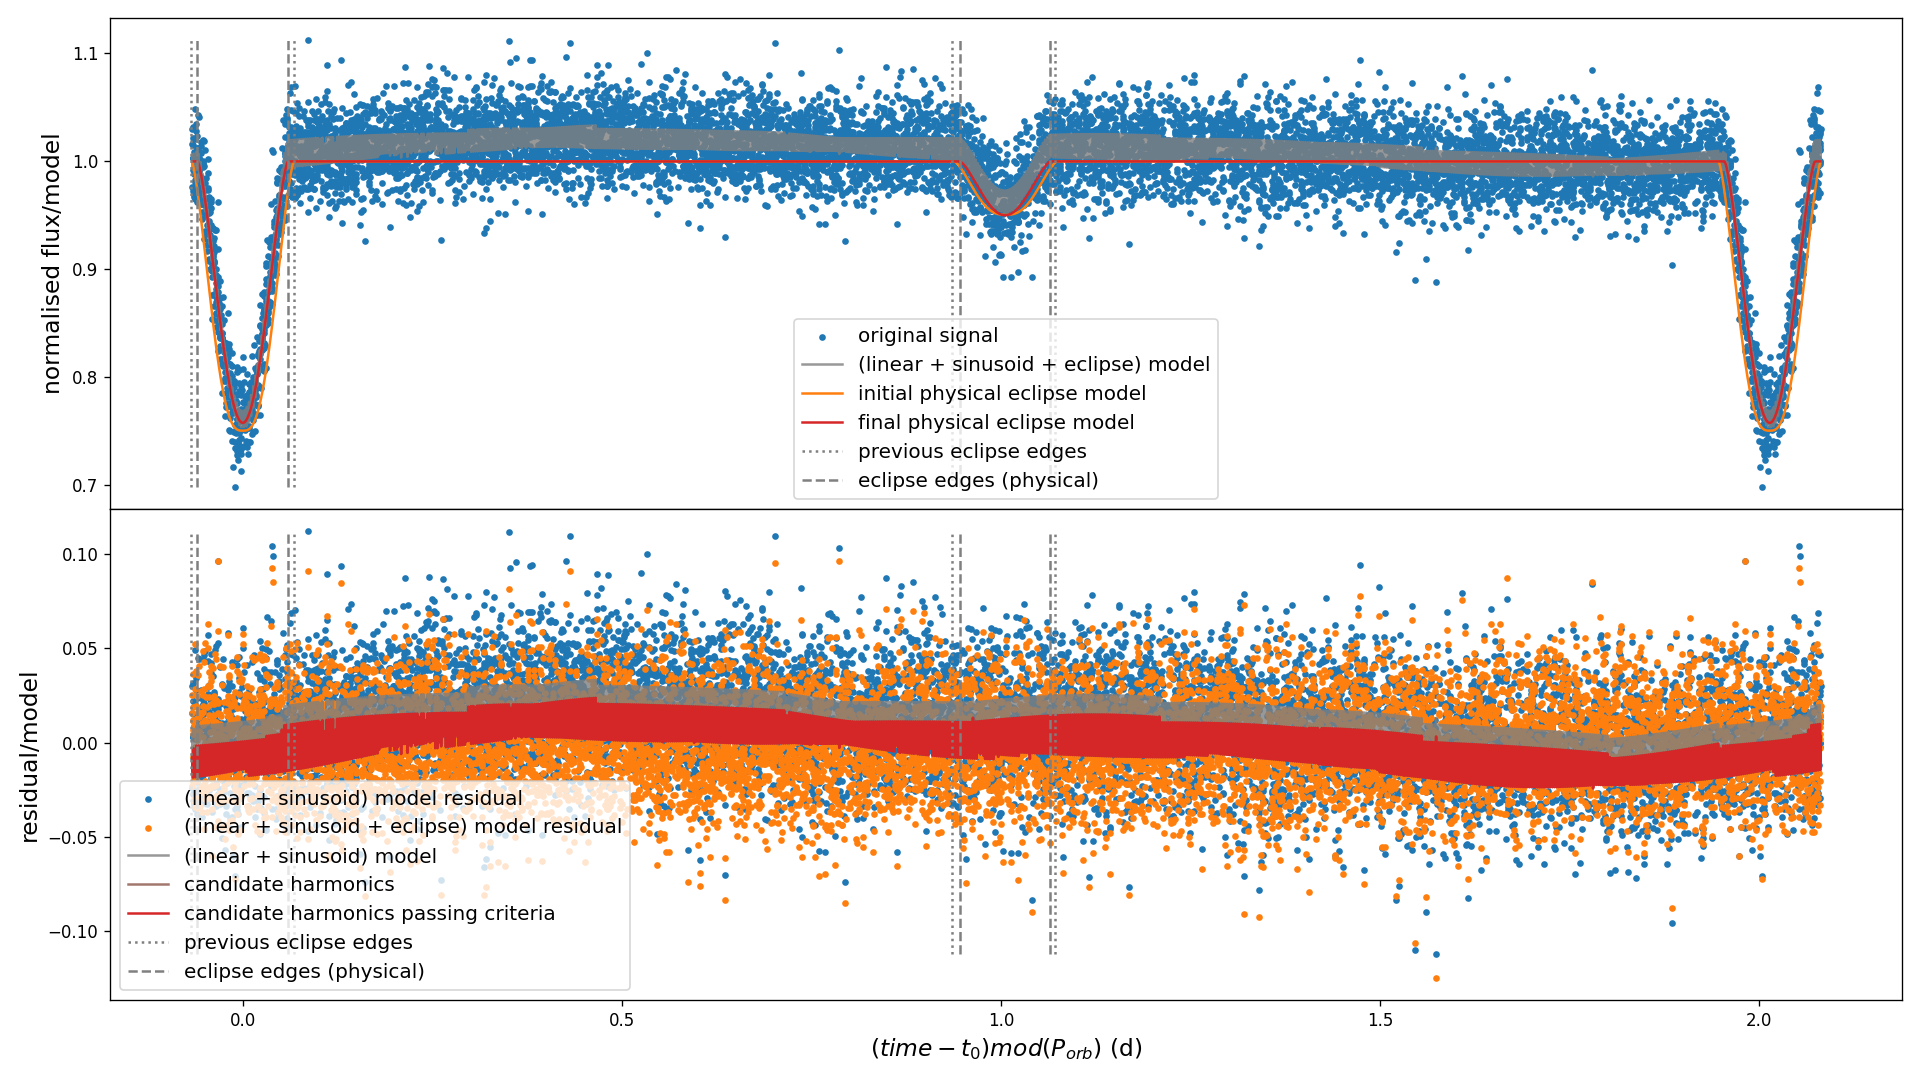 1.1
1.0
0.9
0.8
0.7
normalised flux/model
original signal
(linear + sinusoid + eclipse) model
initial physical eclipse model
final physical eclipse model
previous eclipse edges
eclipse edges (physical)
0.10
0.05
0.00
−0.05
−0.10
residual/model
(linear + sinusoid) model residual
(linear + sinusoid + eclipse) model residual
(linear + sinusoid) model
candidate harmonics
candidate harmonics passing criteria
previous eclipse edges
eclipse edges (physical)
0.0 0.5 1.0 1.5 2.0
(time − t₀)mod(Pₒᵣb) (d)